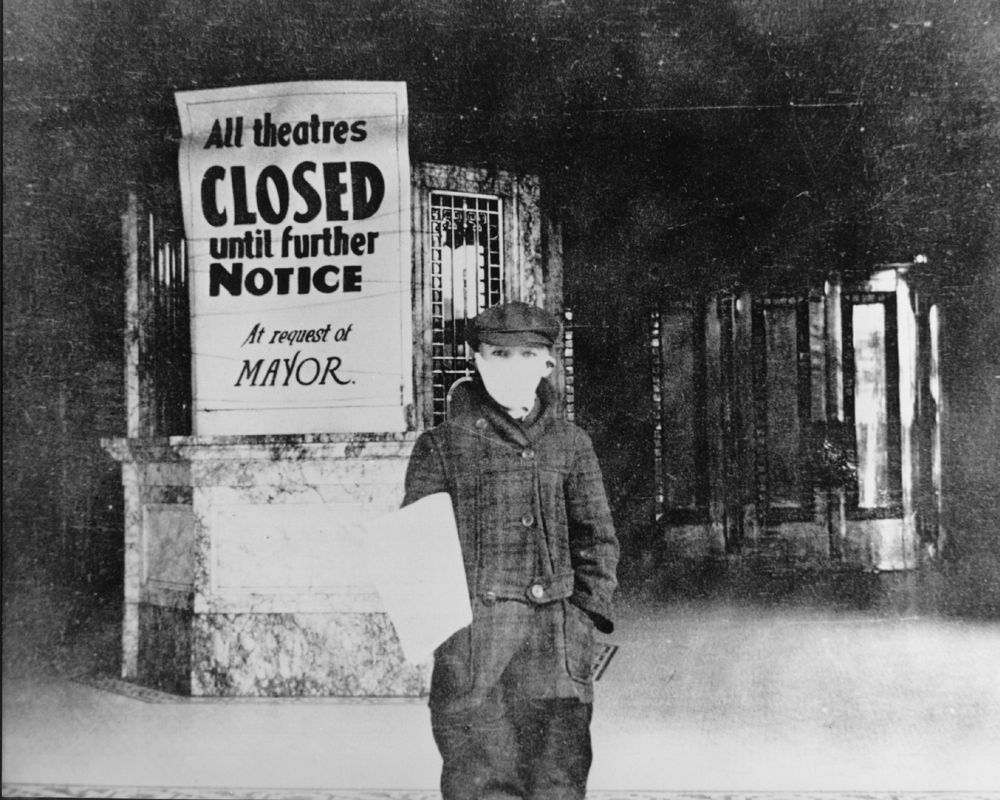 All theatres
CLOSED
until further
NOTICE
At request of
MAYOR.